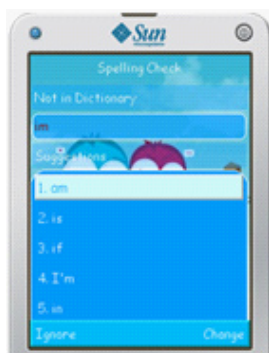 Sun
Spelling Check
Not in Dictionary
im
Suggestions
1. am
2. is
3. if
4. I'm
5. in
Ignore Change